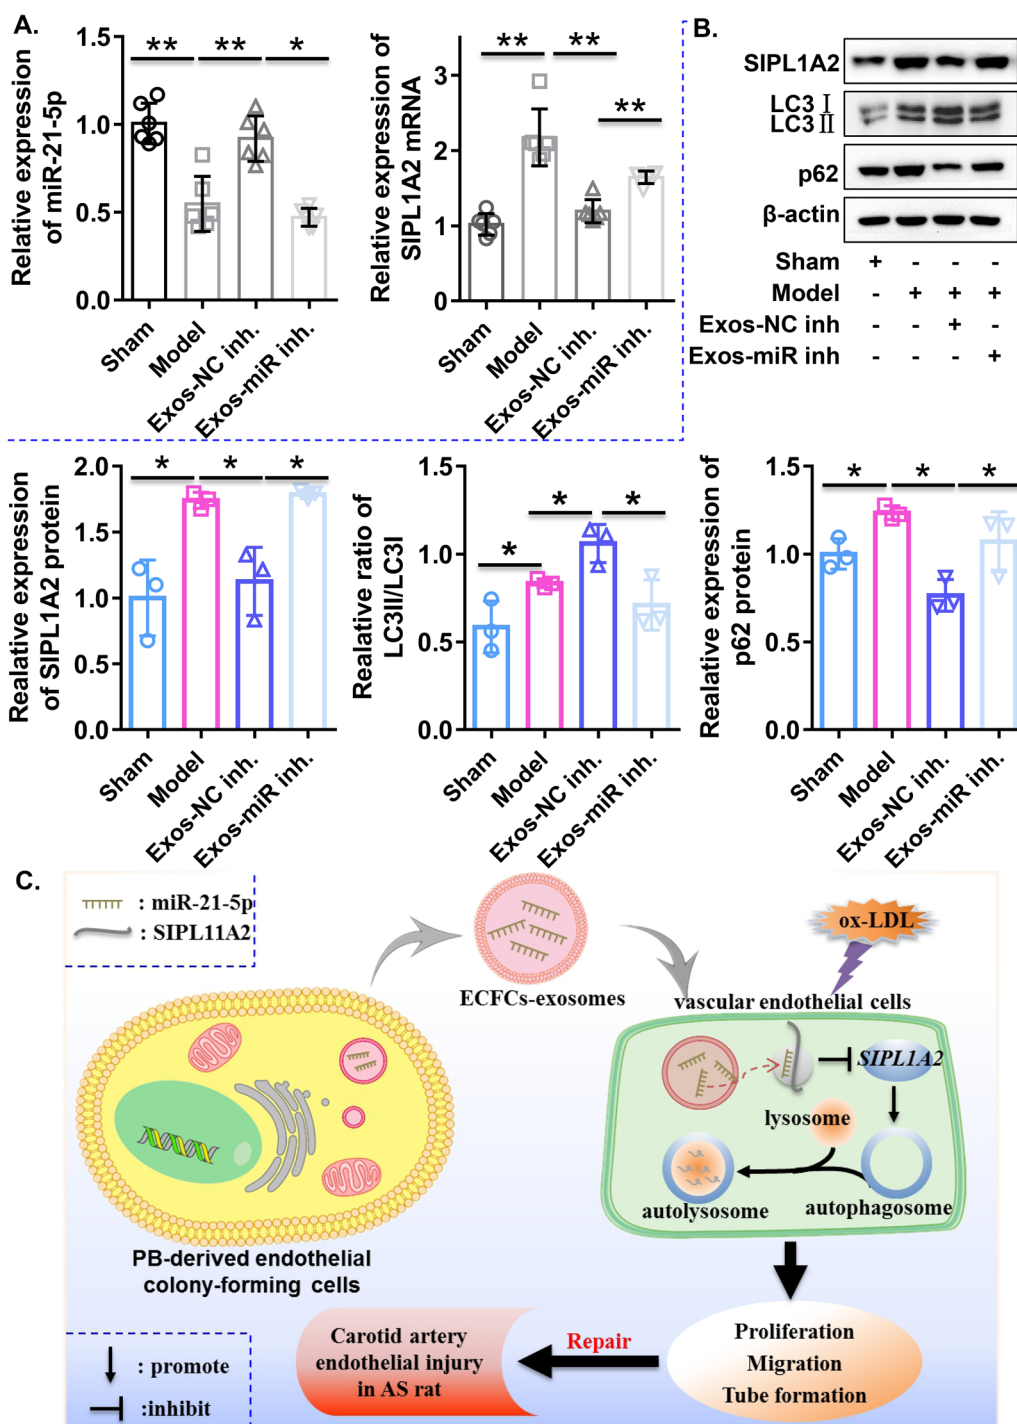 A.
Relative expression
of miR-21-5p
1.5
1.0
0.5
0.0
** ** *
Sham
Model
Exos-NC inh.
Exos-miR inh.
Relative expression of
SIPL1A2 mRNA
3
2
1
0
** **
**
Sham
Model
Exos-NC inh.
Exos-miR inh.
B.
SIPL1A2
LC3 I
LC3 II
p62
β-actin
Sham + - - -
Model - + + +
Exos-NC inh - - + -
Exos-miR inh - - - +
Realative expression
of SIPL1A2 protein
2.0
1.5
1.0
0.5
0.0
* * *
Sham
Model
Exos-NC inh.
Exos-miR inh.
Realative ratio of
LC3II/LC3I
1.5
1.0
0.5
0.0
* * *
Sham
Model
Exos-NC inh.
Exos-miR inh.
Realative expression of
p62 protein
1.5
1.0
0.5
0.0
* * *
Sham
Model
Exos-NC inh.
Exos-miR inh.
C.
: miR-21-5p
: SIPL11A2
ECFCs-exosomes
ox-LDL
vascular endothelial cells
SIPL1A2
lysosome
autolysosome
autophagosome
PB-derived endothelial
colony-forming cells
Proliferation
Migration
Tube formation
Repair
Carotid artery
endothelial injury
in AS rat
: promote
:inhibit